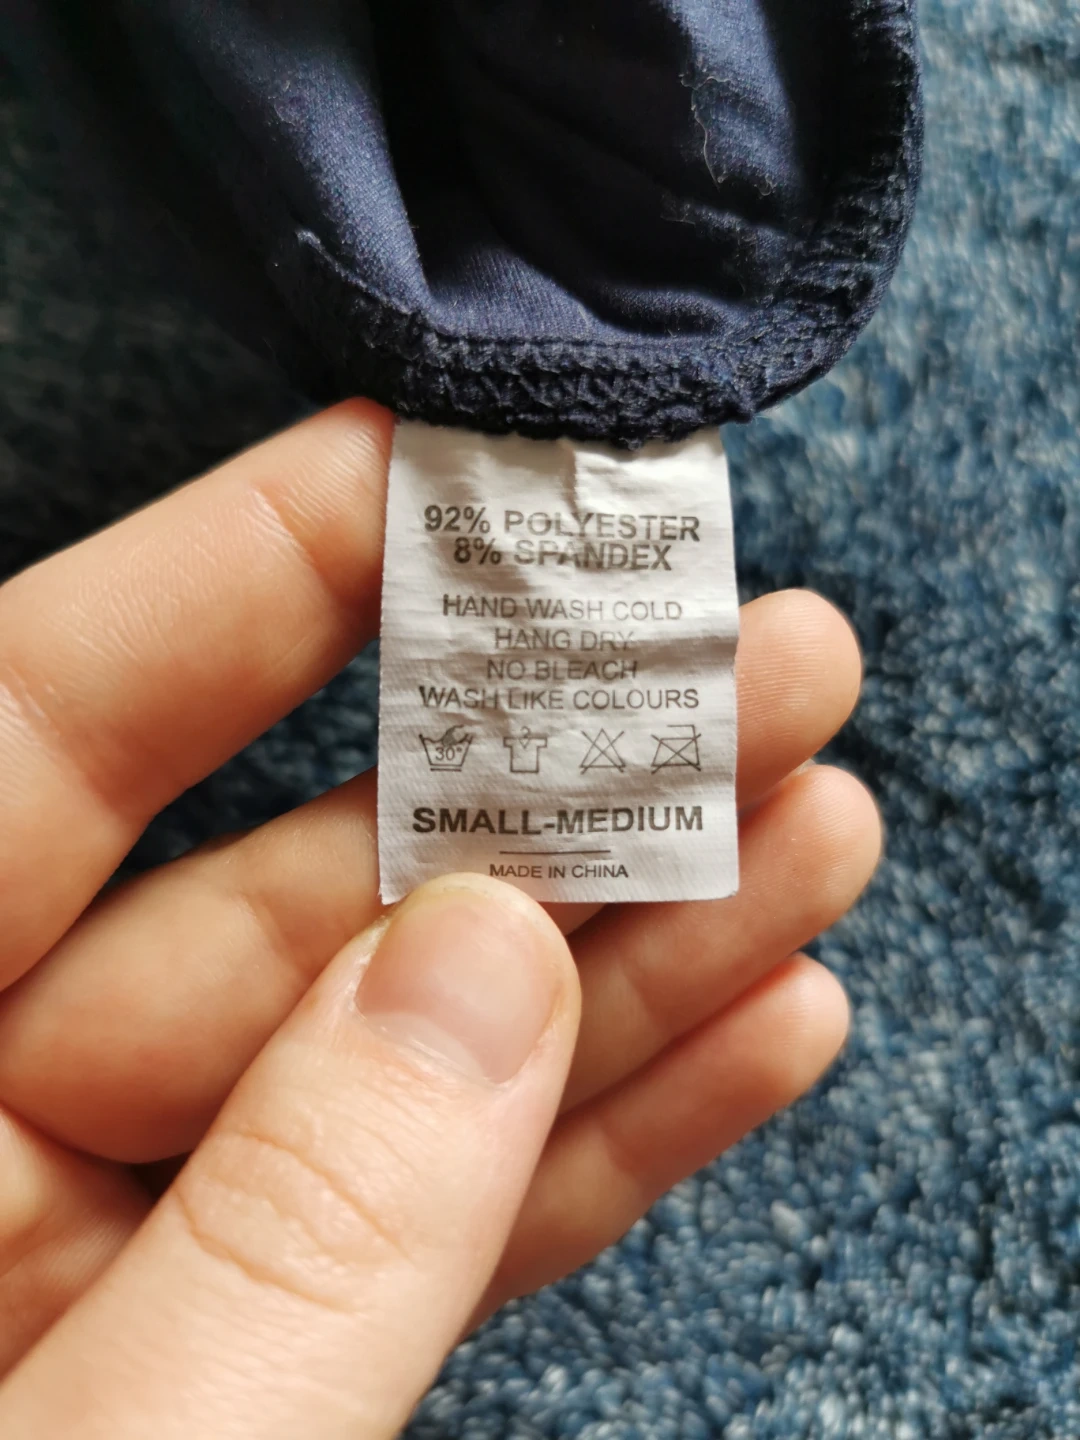 92% POLYESTER
8% SPANDEX
HAND WASH COLD
HANG DRY
NO BLEACH
WASH LIKE COLOURS
30°
SMALL-MEDIUM
MADE IN CHINA